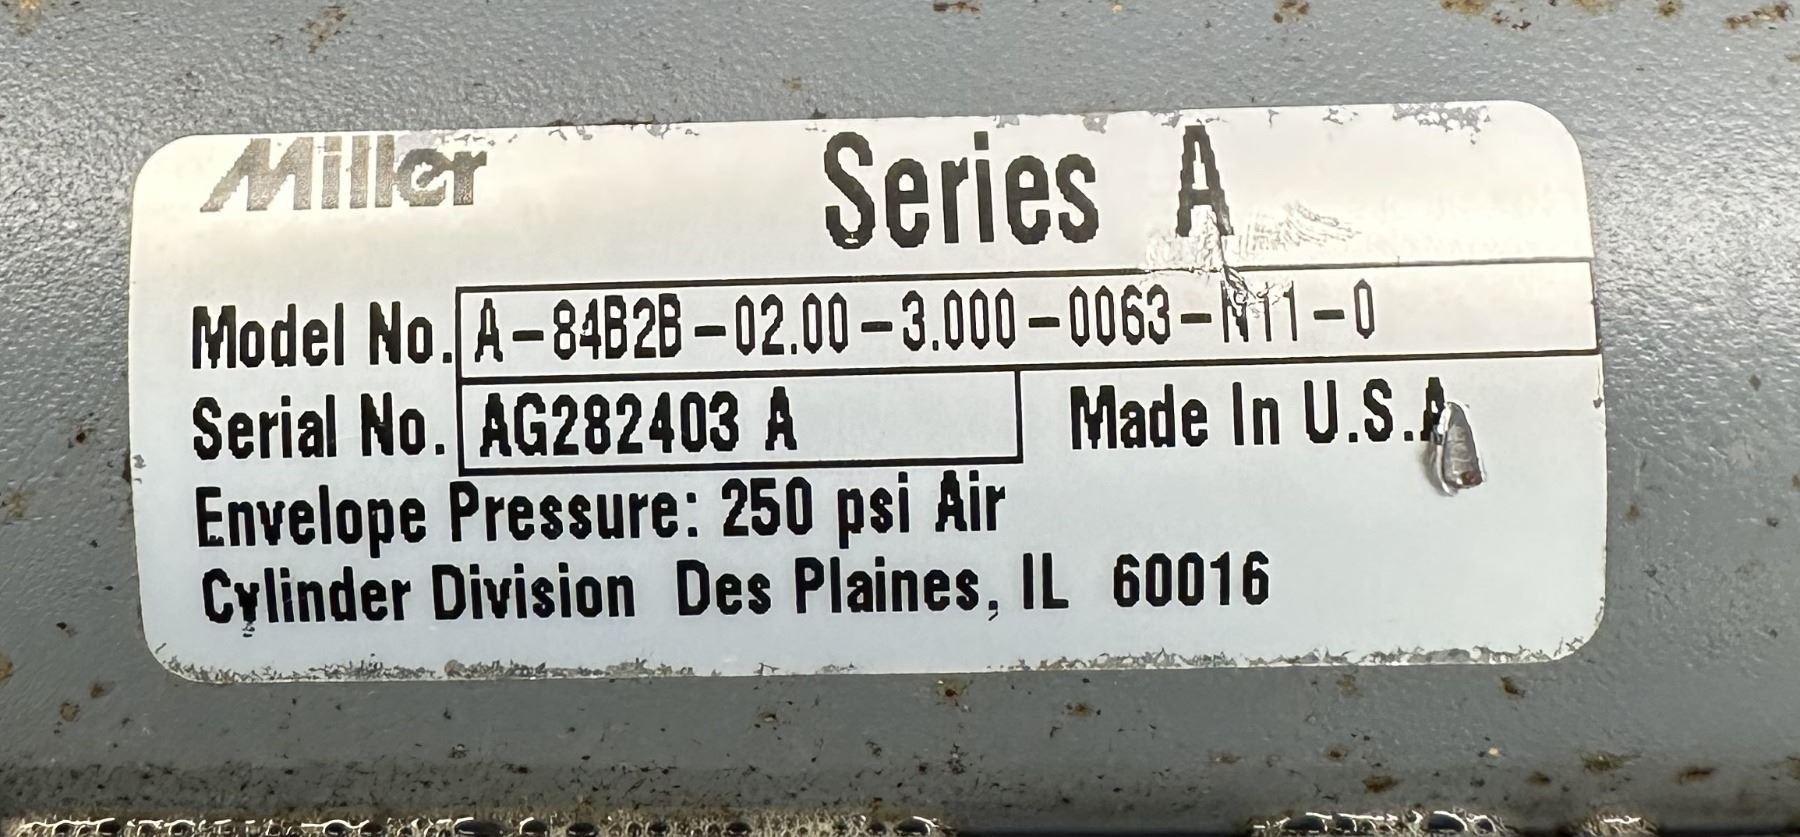 Miller Series A
Model No. A-84B2B-02.00-3.000-0063-N11-0
Serial No. AG282403 A Made In U.S.A
Envelope Pressure: 250 psi Air
Cylinder Division Des Plaines, IL 60016